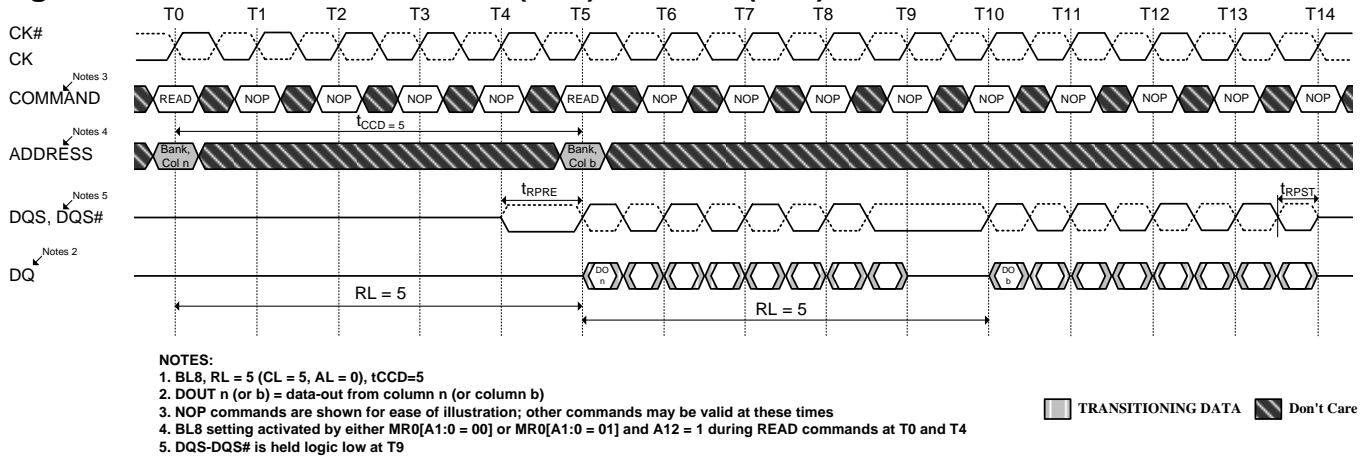 T0 T1 T2 T3 T4 T5 T6 T7 T8 T9 T10 T11 T12 T13 T14
CK#
CK
Notes 3
COMMAND READ NOP NOP NOP NOP READ NOP NOP NOP NOP NOP NOP NOP NOP NOP
tCCD = 5
Notes 4
ADDRESS
Bank, Col n
Bank, Col b
tRPRE
tRPST
Notes 5
DQS, DQS#
Notes 2
DQ
DO n
DO b
RL = 5
RL = 5
NOTES:
1. BL8, RL = 5 (CL = 5, AL = 0), tCCD=5
2. DOUT n (or b) = data-out from column n (or column b)
3. NOP commands are shown for ease of illustration; other commands may be valid at these times
4. BL8 setting activated by either MR0[A1:0 = 00] or MR0[A1:0 = 01] and A12 = 1 during READ commands at T0 and T4
5. DQS-DQS# is held logic low at T9
TRANSITIONING DATA Don't Care